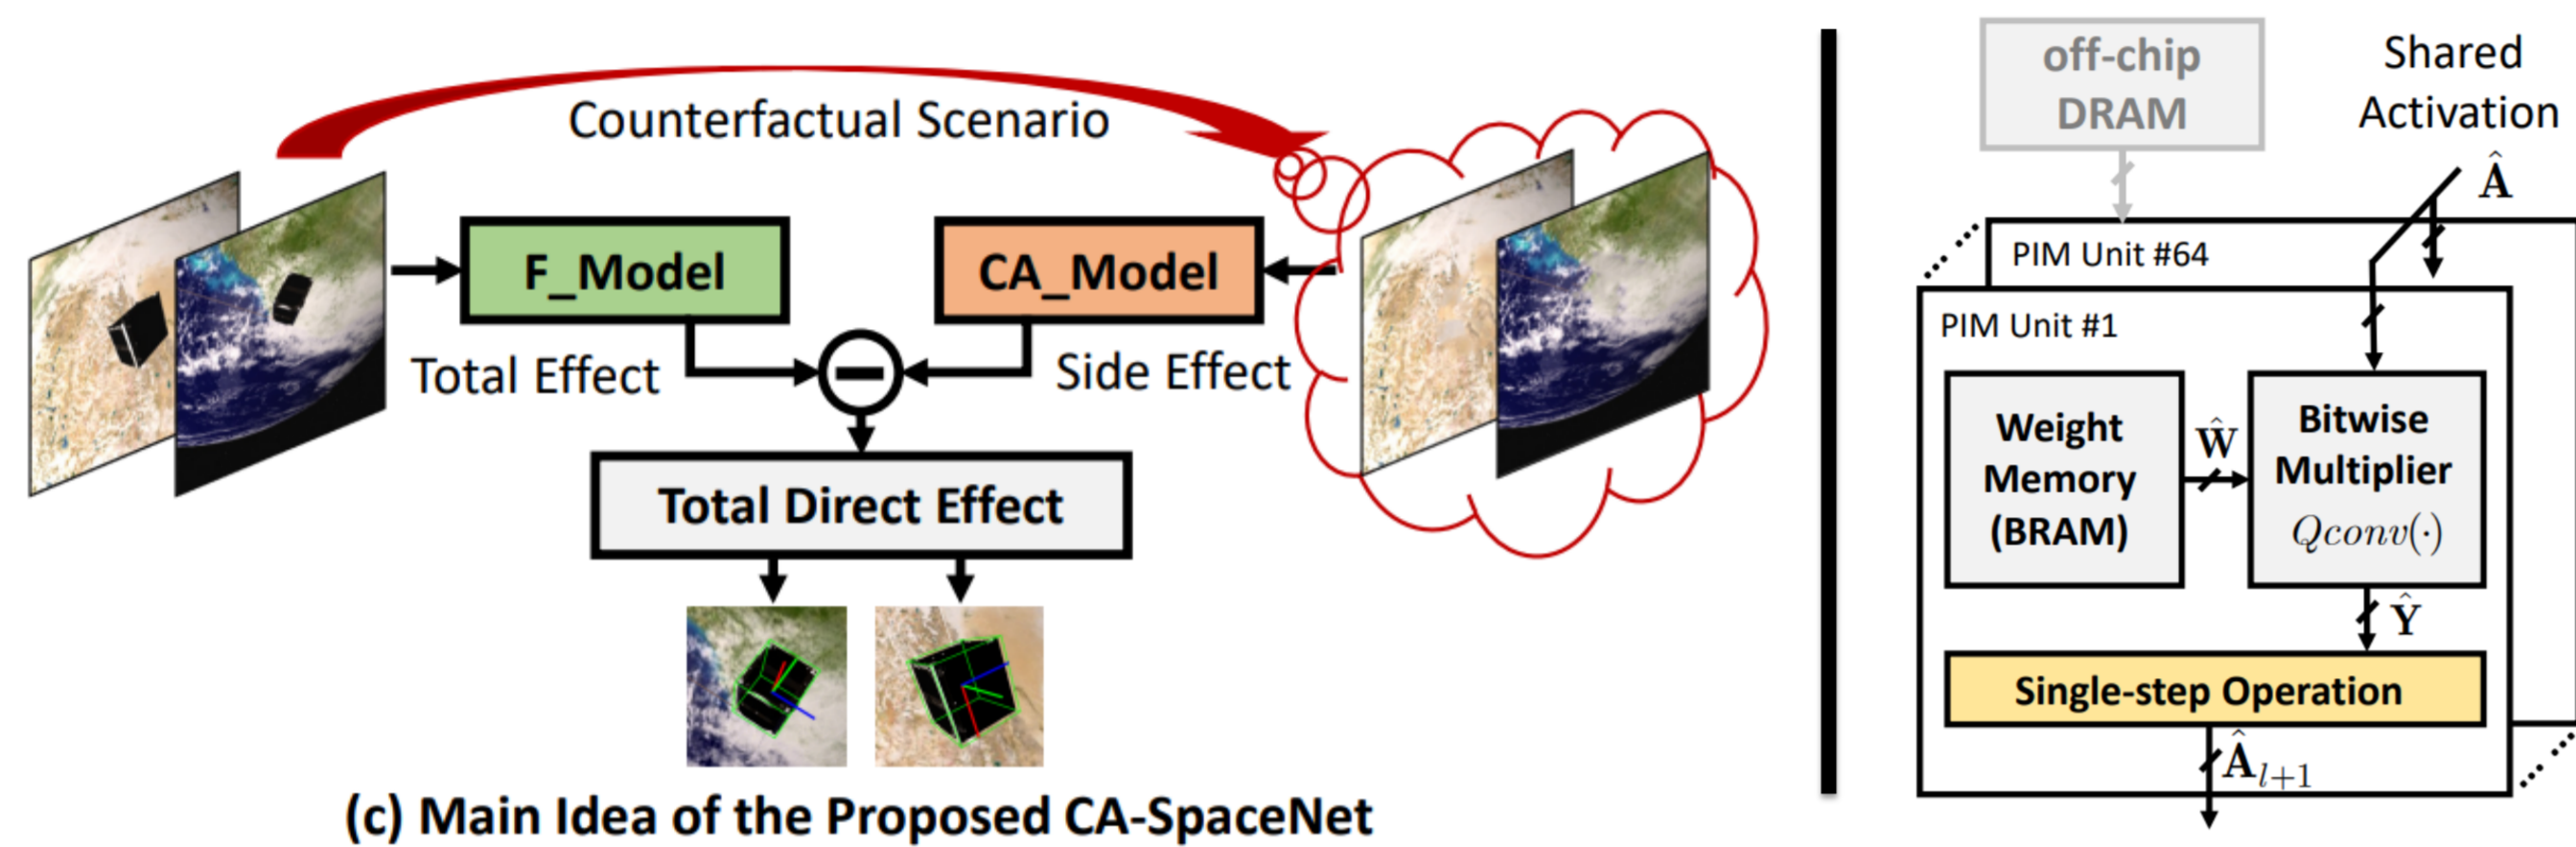 Counterfactual Scenario
F_Model
CA_Model
Total Effect
Side Effect
Total Direct Effect
(c) Main Idea of the Proposed CA-SpaceNet
off-chip
DRAM
Shared
Activation
Â
PIM Unit #64
PIM Unit #1
Weight
Memory
(BRAM)
Ŵ
Bitwise
Multiplier
Qconv(·)
Ŷ
Single-step Operation
Â_{l+1}